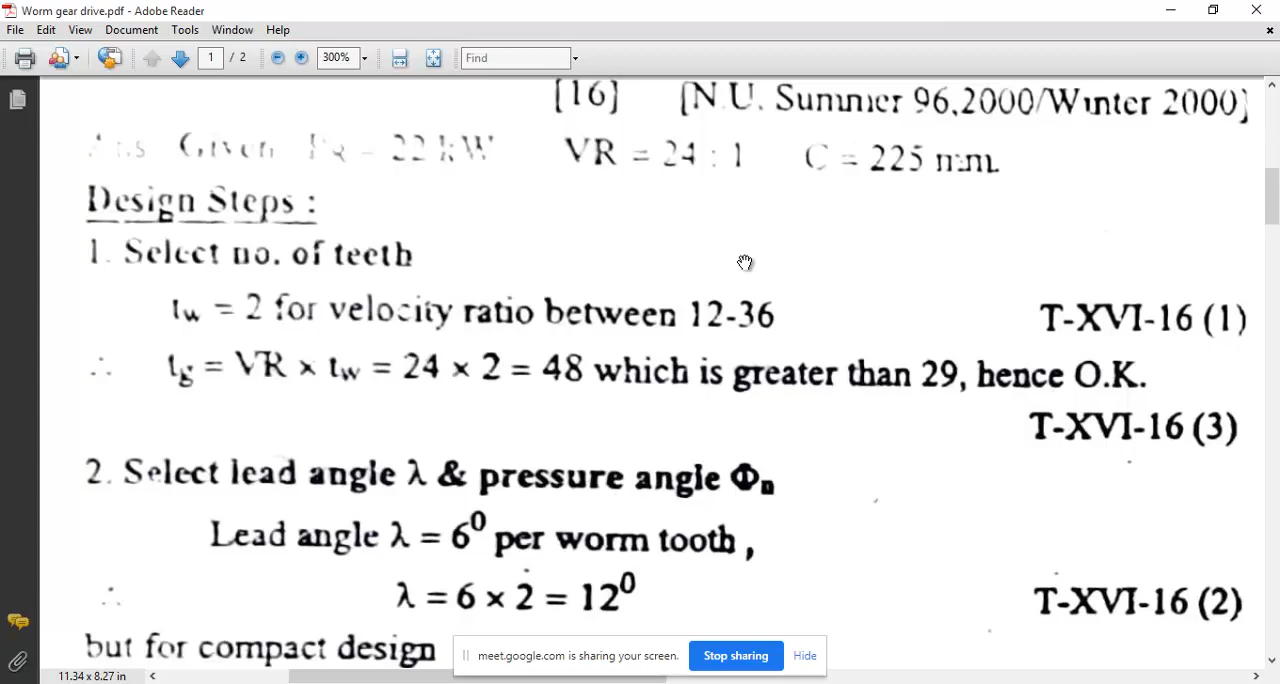 Worm gear drive.pdf - Adobe Reader
File Edit View Document Tools Window Help
1 / 2 300% Find
[16] [N.U. Summer 96,2000/Winter 2000]
Ans Given PR = 22 kW VR = 24 : 1 C = 225 mm.
Design Steps :
1. Select no. of teeth
tw = 2 for velocity ratio between 12-36 T-XVI-16 (1)
∴ tg = VR × tw = 24 × 2 = 48 which is greater than 29, hence O.K.
T-XVI-16 (3)
2. Select lead angle λ & pressure angle Φn
Lead angle λ = 6⁰ per worm tooth ,
∴ λ = 6 × 2 = 12⁰ T-XVI-16 (2)
but for compact design
meet.google.com is sharing your screen. Stop sharing Hide
11.34 x 8.27 in